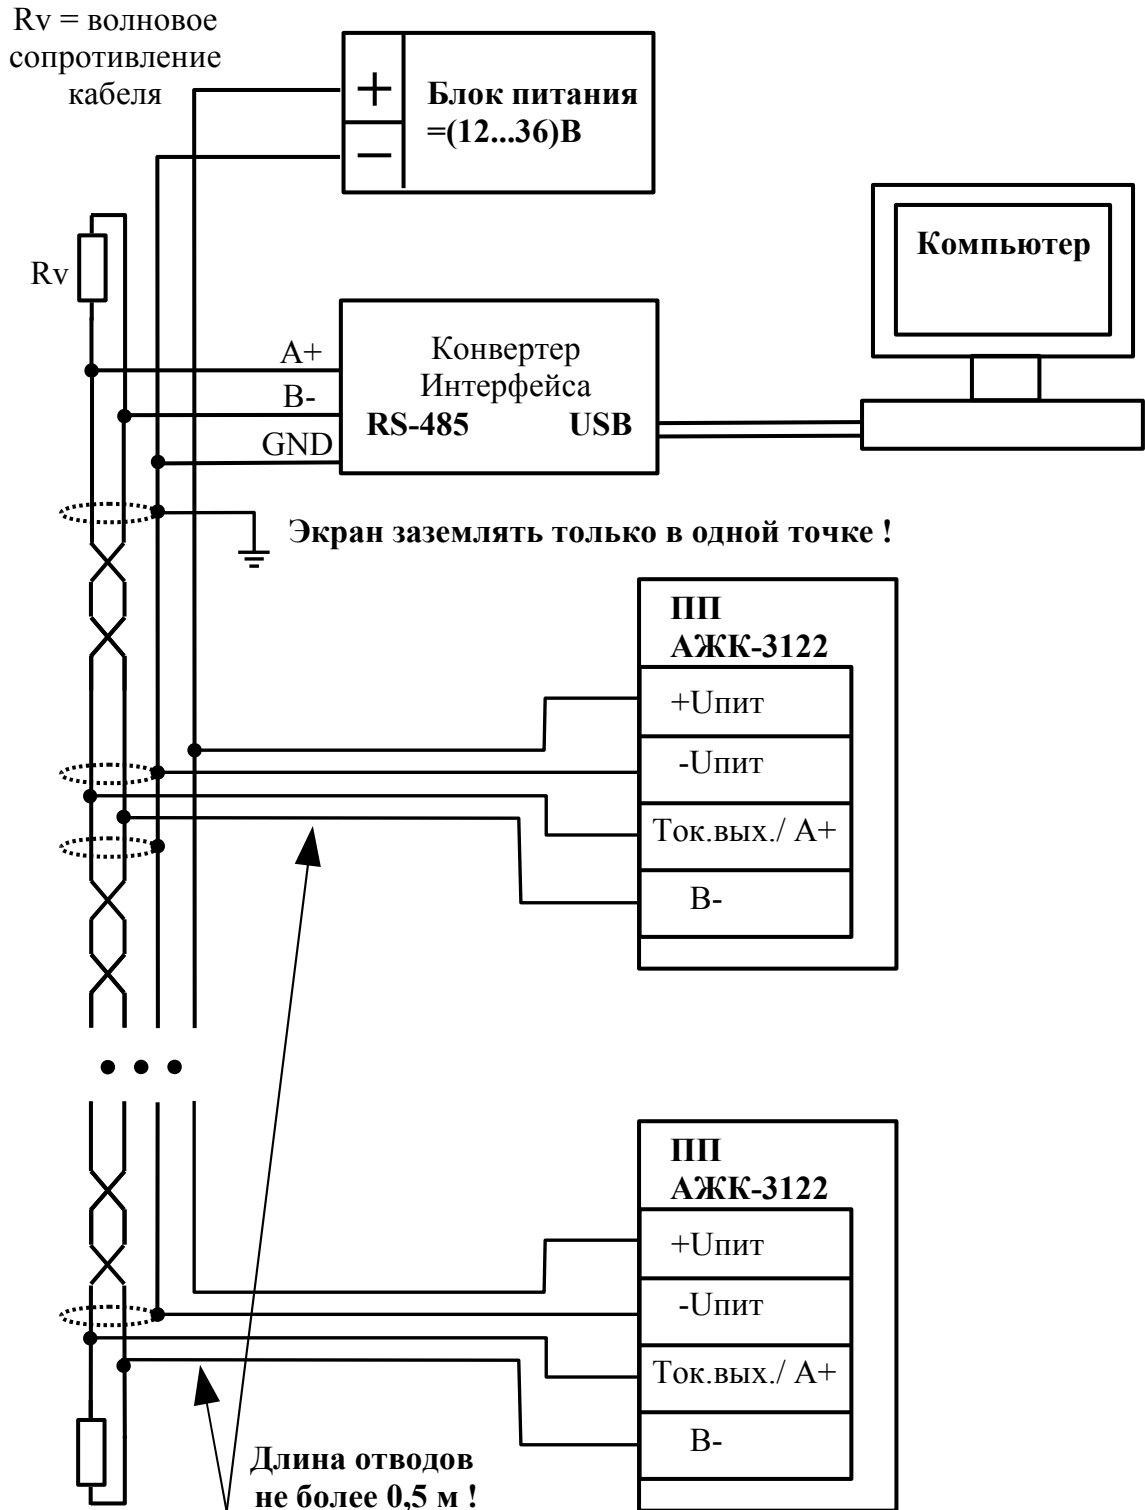 Rv = волновое
сопротивление
кабеля
+
Блок питания
=(12...36)В
−
Компьютер
Rv
A+
Конвертер
Интерфейса
B-
RS-485 USB
GND
Экран заземлять только в одной точке !
ПП
АЖК-3122
+Uпит
-Uпит
Ток.вых./ А+
В-
ПП
АЖК-3122
+Uпит
-Uпит
Ток.вых./ А+
В-
Длина отводов
не более 0,5 м !